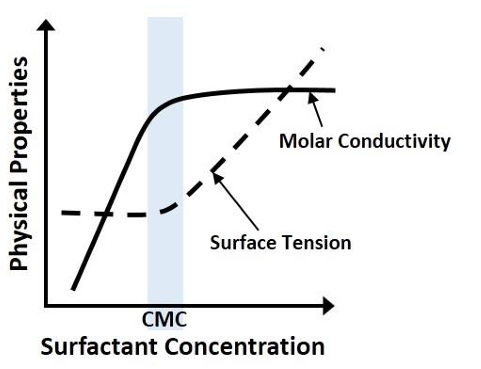 Physical Properties
Molar Conductivity
Surface Tension
CMC
Surfactant Concentration